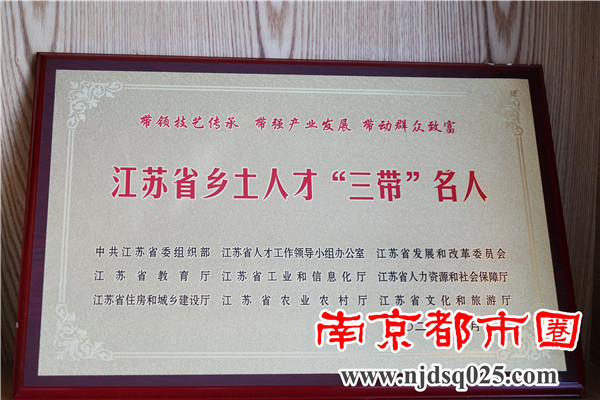 带领技艺传承 带强产业发展 带动群众致富
江苏省乡土人才“三带”名人
中共江苏省委组织部 江苏省人才工作领导小组办公室 江苏省发展和改革委员会
江苏省教育厅 江苏省工业和信息化厅 江苏省人力资源和社会保障厅
江苏省住房和城乡建设厅 江苏省农业农村厅 江苏省文化和旅游厅
南京都市圈
www.njdsq025.com